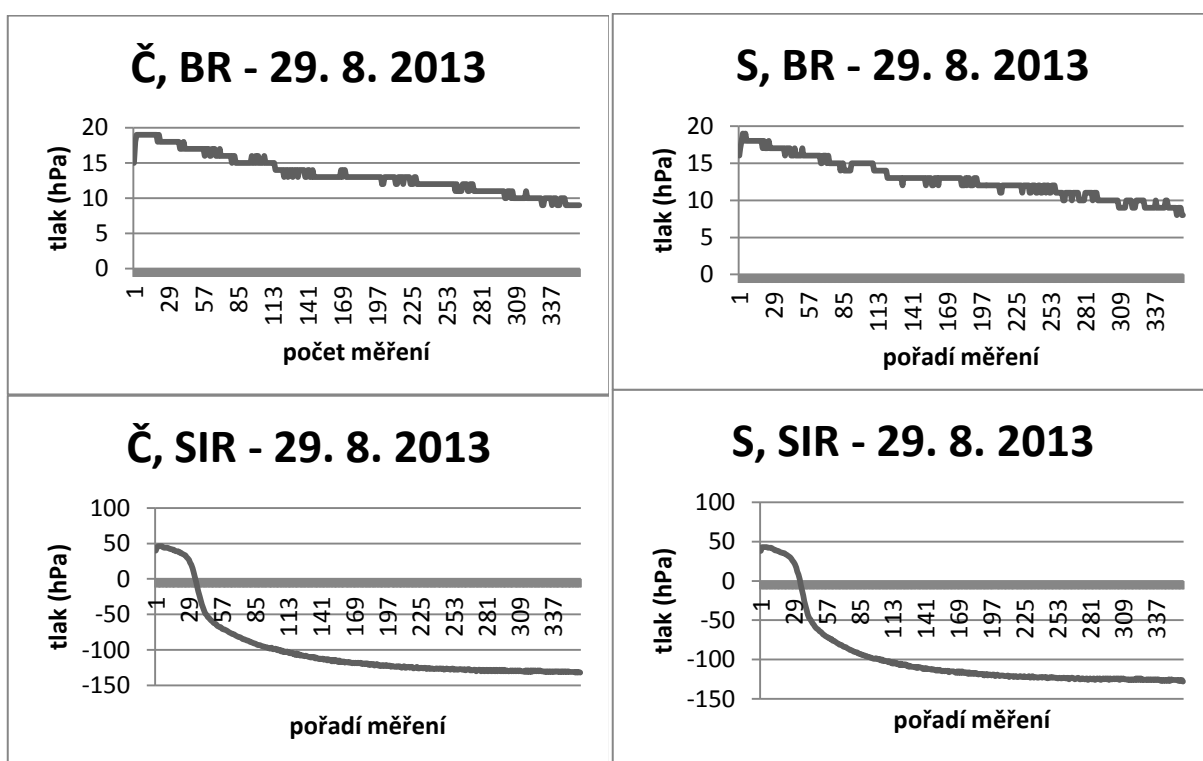 Č, BR - 29. 8. 2013
20
15
10
5
0
tlak (hPa)
1 29 57 85 113 141 169 197 225 253 281 309 337
počet měření
S, BR - 29. 8. 2013
20
15
10
5
0
tlak (hPa)
1 29 57 85 113 141 169 197 225 253 281 309 337
pořadí měření
Č, SIR - 29. 8. 2013
100
50
0
-50
-100
-150
tlak (hPa)
1 29 57 85 113 141 169 197 225 253 281 309 337
pořadí měření
S, SIR - 29. 8. 2013
100
50
0
-50
-100
-150
tlak (hPa)
1 29 57 85 113 141 169 197 225 253 281 309 337
pořadí měření